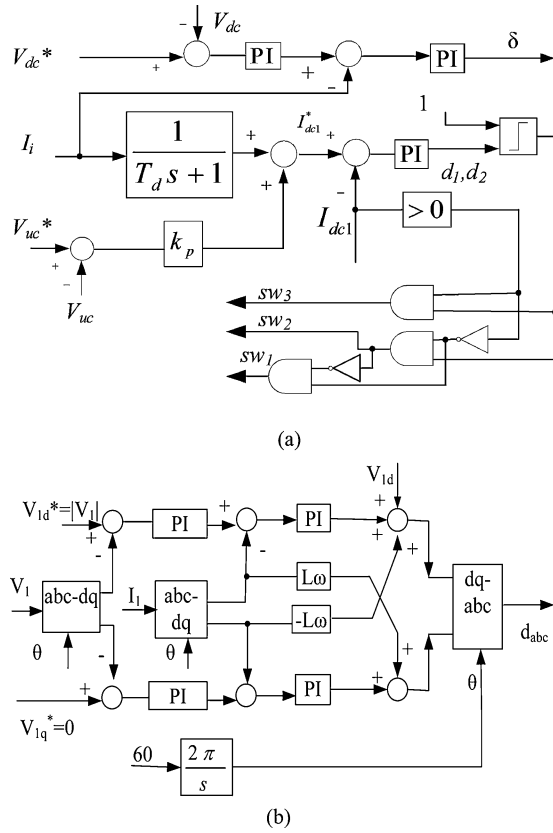 V_dc
V_dc* + PI + PI δ
I_i 1 / T_d s + 1 + I*_dc1 + PI 1
d_1,d_2
I_dc1 > 0
V_uc* + k_p +
V_uc
sw_3
sw_2
sw_1
(a)
V_1d
V_1d*=|V_1| + PI + PI + +
V_1 abc-dq I_1 abc-dq Lω dq-abc
θ θ -Lω d_abc
+ PI + PI + + θ
V_1q*=0
60 2 π / s
(b)